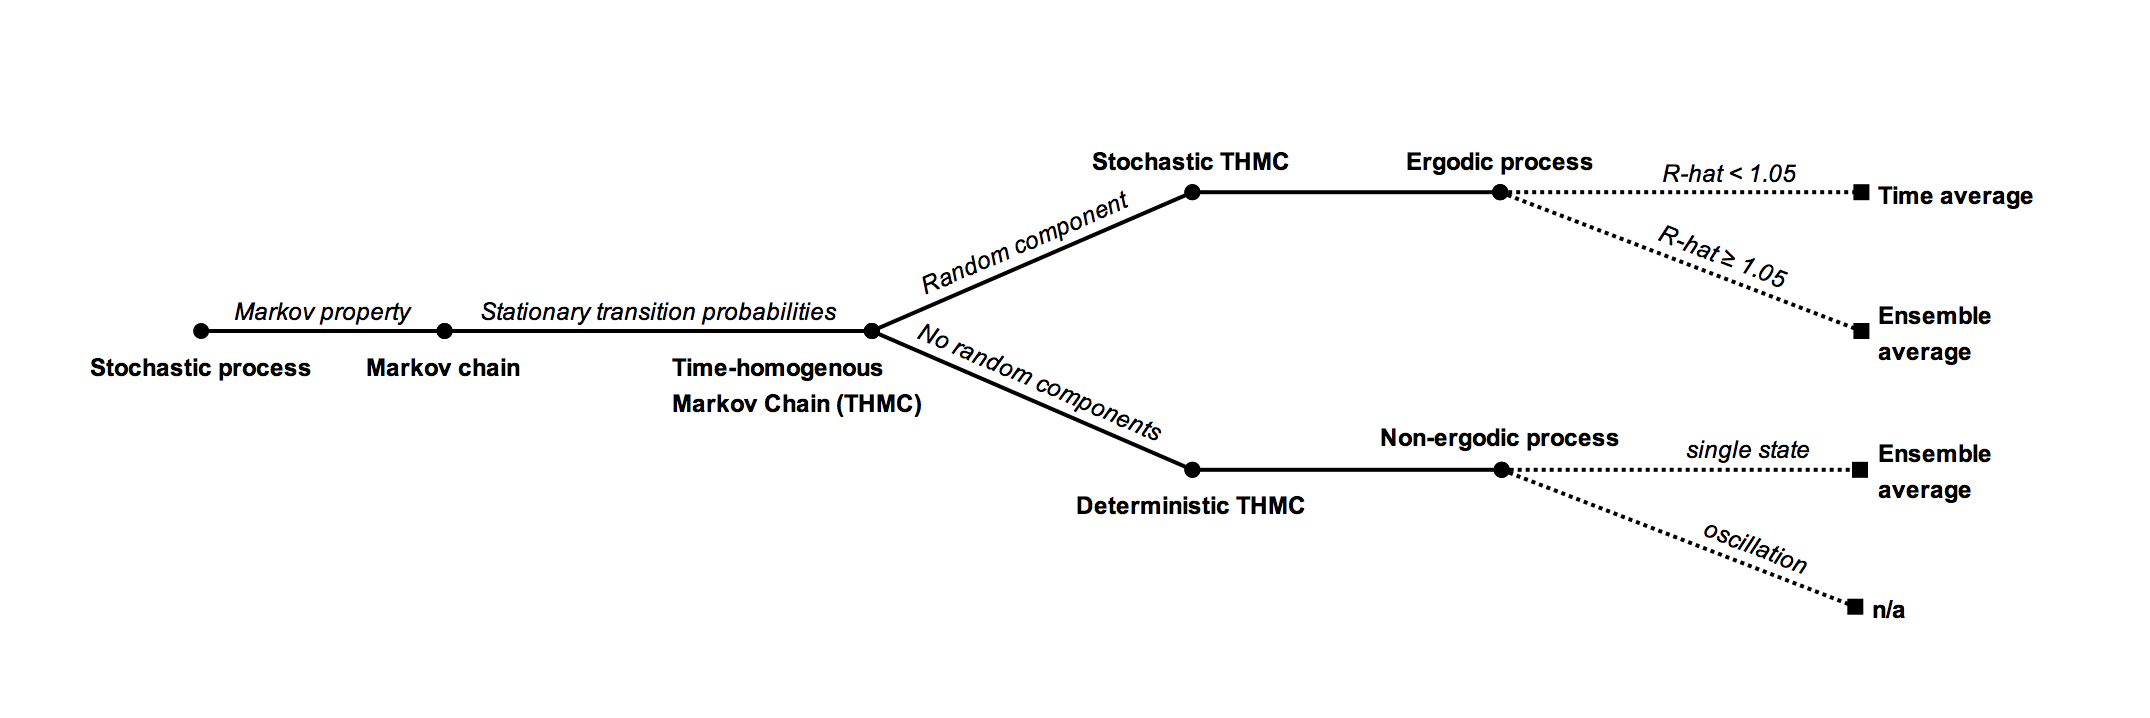 Stochastic THMC
Ergodic process
R-hat < 1.05
Time average
Random component
R-hat ≥ 1.05
Markov property
Stationary transition probabilities
Ensemble
average
Stochastic process
Markov chain
Time-homogenous
Markov Chain (THMC)
No random components
Non-ergodic process
single state
Ensemble
average
Deterministic THMC
oscillation
n/a